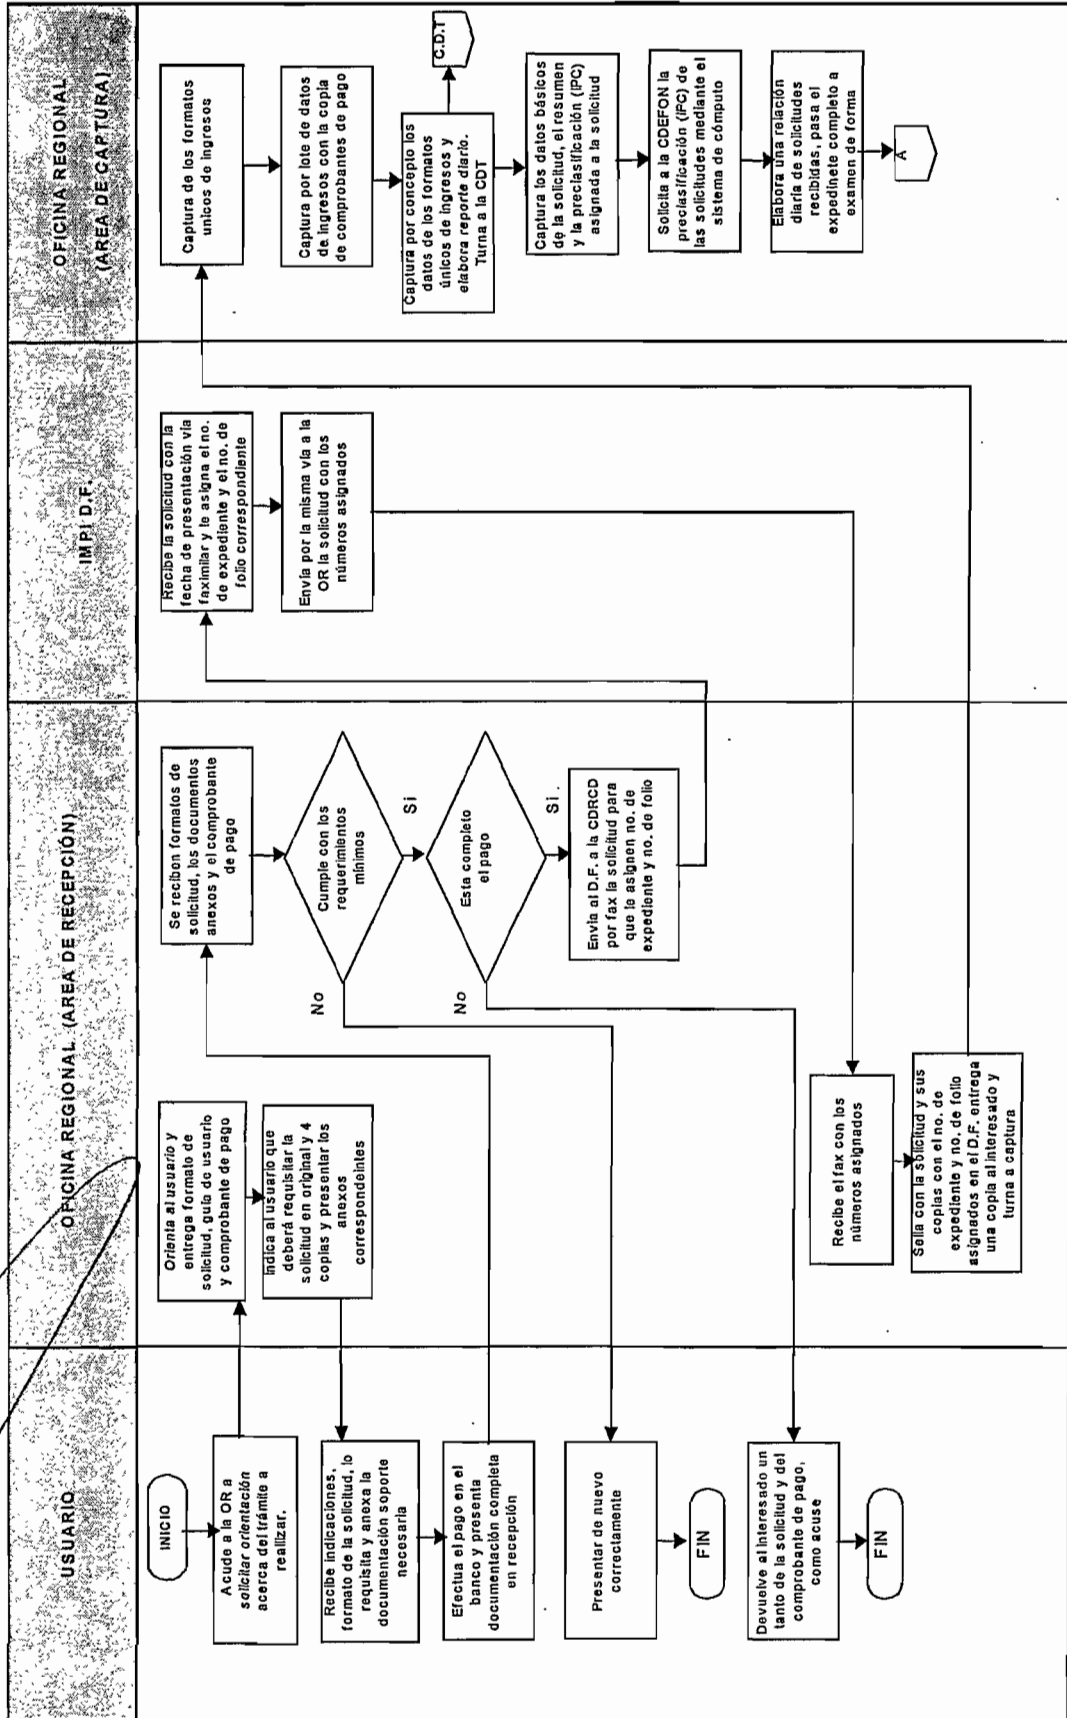 USUARIO
INICIO
Acude a la OR a
solicitar orientación
acerca del trámite a
realizar.
Recibe indicaciones,
formato de la solicitud, lo
requisita y anexa la
documentación soporte
necesaria
Efectua el pago en el
banco y presenta
documentación completa
en recepción
Presentar de nuevo
correctamente
FIN
Devuelve al interesado un
tanto de la solicitud y del
comprobante de pago,
como acuse
FIN
OFICINA REGIONAL (AREA DE RECEPCIÓN)
Orienta al usuario y
entrega formato de
solicitud, guía de usuario
y comprobante de pago
Indica al usuario que
deberá requisitar la
solicitud en original y 4
copias y presentar los
anexos
correspondeintes
Se reciben formatos de
solicitud, los documentos
anexos y el comprobante
de pago
Cumple con los
requerimientos
mínimos
No
Si
Esta completo
el pago
No
Si.
Envia al D.F. a la CDRCD
por fax la solicitud para
que le asignen no. de
expediente y no. de folio
Recibe el fax con los
números asignados
Sella con la solicitud y sus
copias con el no. de
expediente y no. de folio
asignados en el D.F. entrega
una copia al interesado y
turna a captura
IMPI D.F.
Recibe la solicitud con la
fecha de presentación vía
faximilar y le asigna el no.
de expediente y el no. de
folio correspondiente
Envía por la misma vía a la
OR la solicitud con los
números asignados
OFICINA REGIONAL
(AREA DE CAPTURA)
Captura de los formatos
unicos de ingresos
Captura por lote de datos
de ingresos con la copia
de comprobantes de pago
Captura por concepto los
datos de los formatos
únicos de ingresos y
elabora reporte diario.
Turna a la CDT
C.D.T
Captura los datos básicos
de la solicitud, el resumen
y la preclasificación (IPC)
asignada a la solicitud
Solicita a la CDEFON la
preclasificación (IPC) de
las solicitudes mediante el
sistema de cómputo
Elabora una relación
diaria de solicitudes
recibidas, pasa el
expedinete completo a
examen de forma
A